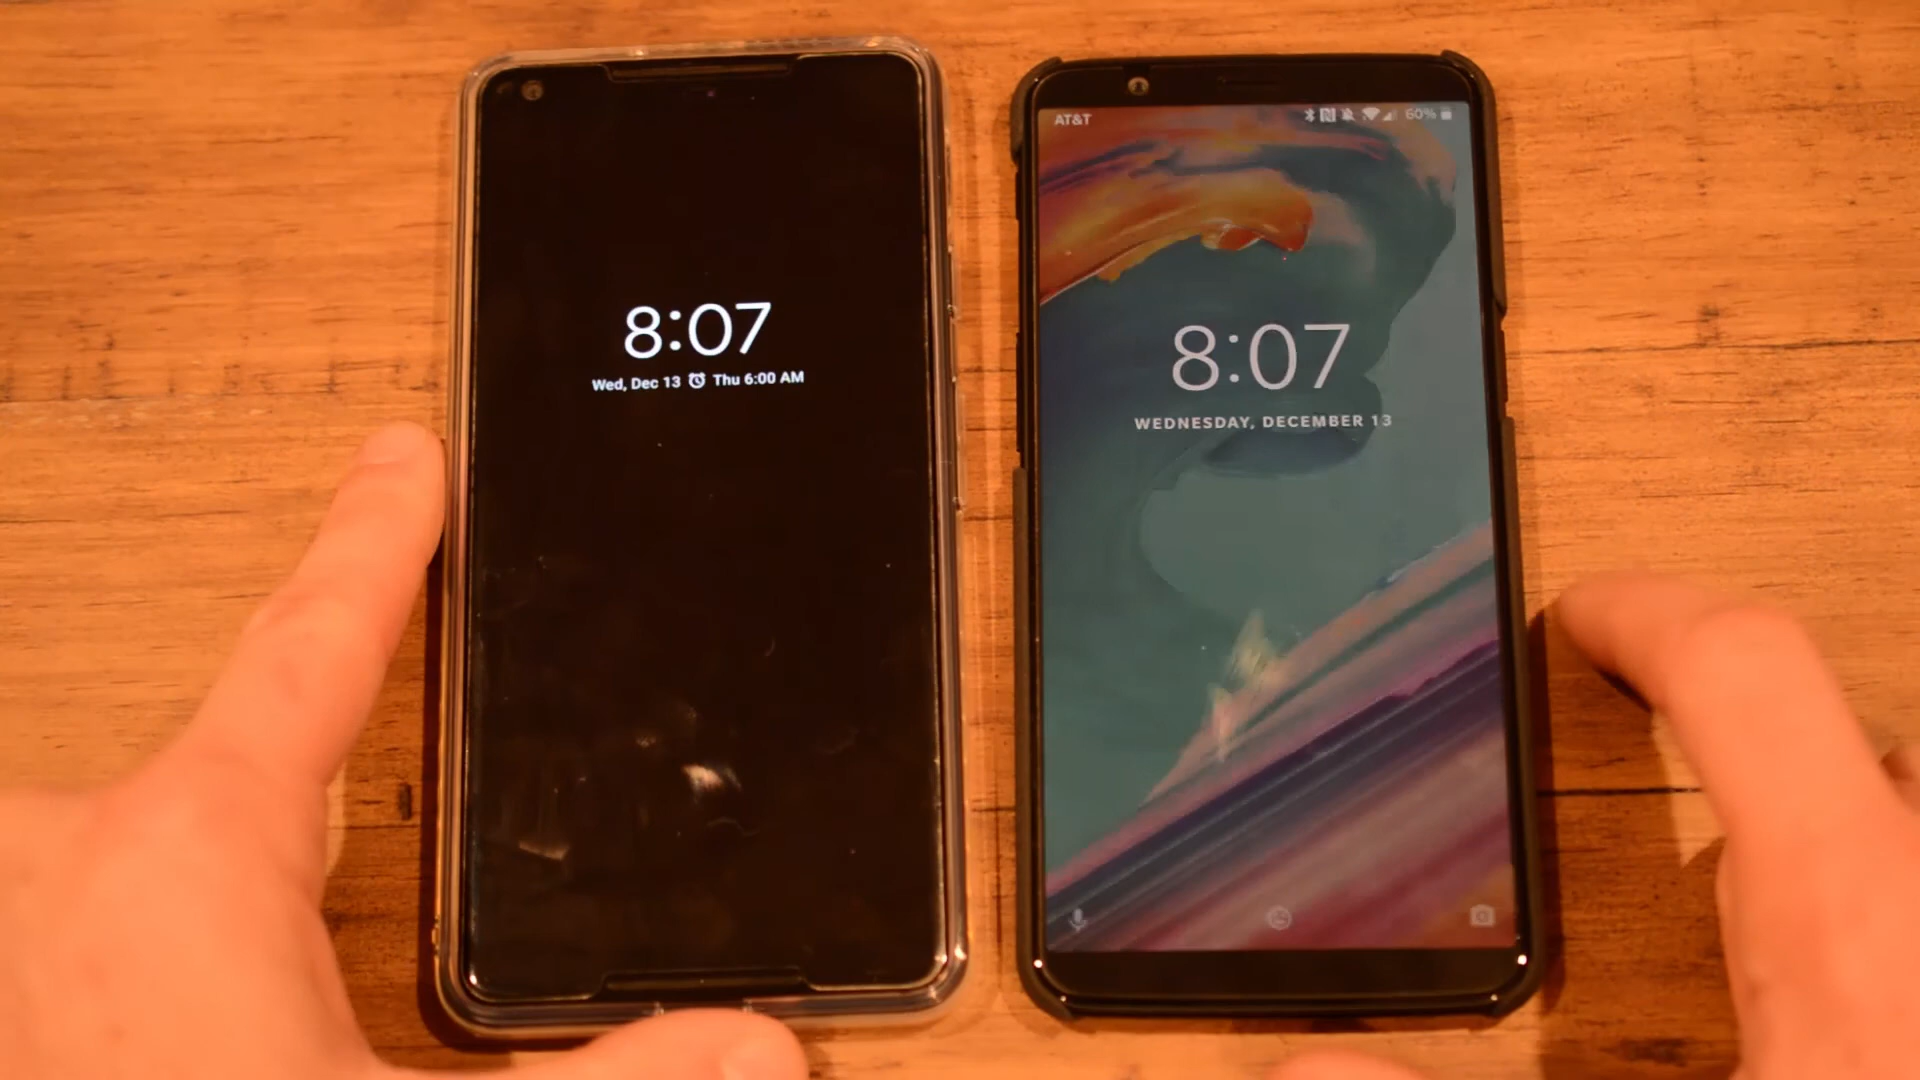 8:07
Wed, Dec 13 Thu 6:00 AM
AT&T 60%
8:07
WEDNESDAY, DECEMBER 13